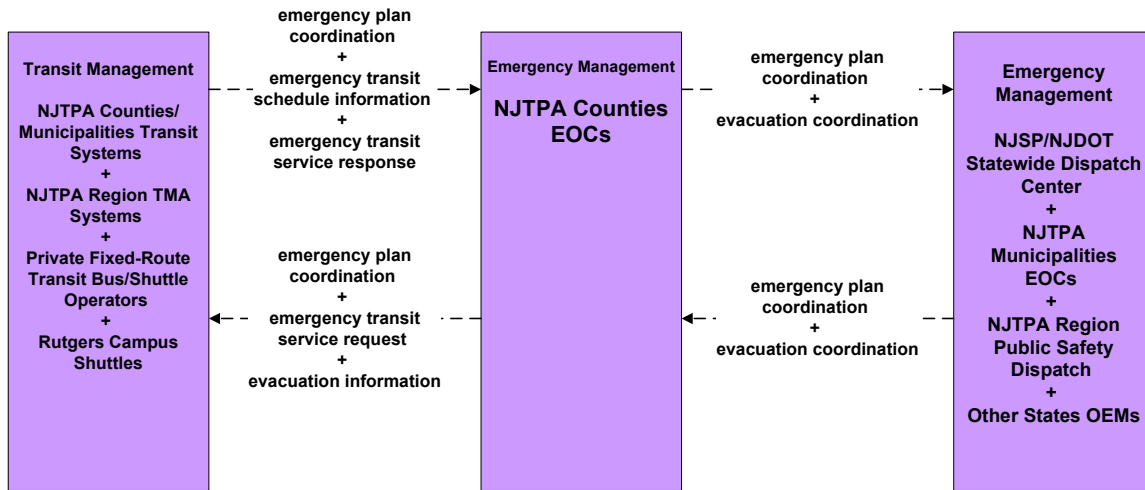 Transit Management
NJTPA Counties/
Municipalities Transit
Systems
+
NJTPA Region TMA
Systems
+
Private Fixed-Route
Transit Bus/Shuttle
Operators
+
Rutgers Campus
Shuttles
emergency plan
coordination
+
emergency transit
schedule information
+
emergency transit
service response
emergency plan
coordination
+
emergency transit
service request
+
evacuation information
Emergency Management
NJTPA Counties
EOCs
emergency plan
coordination
+
evacuation coordination
emergency plan
coordination
+
evacuation coordination
Emergency
Management
NJSP/NJDOT
Statewide Dispatch
Center
+
NJTPA
Municipalities
EOCs
+
NJTPA Region
Public Safety
Dispatch
+
Other States OEMs